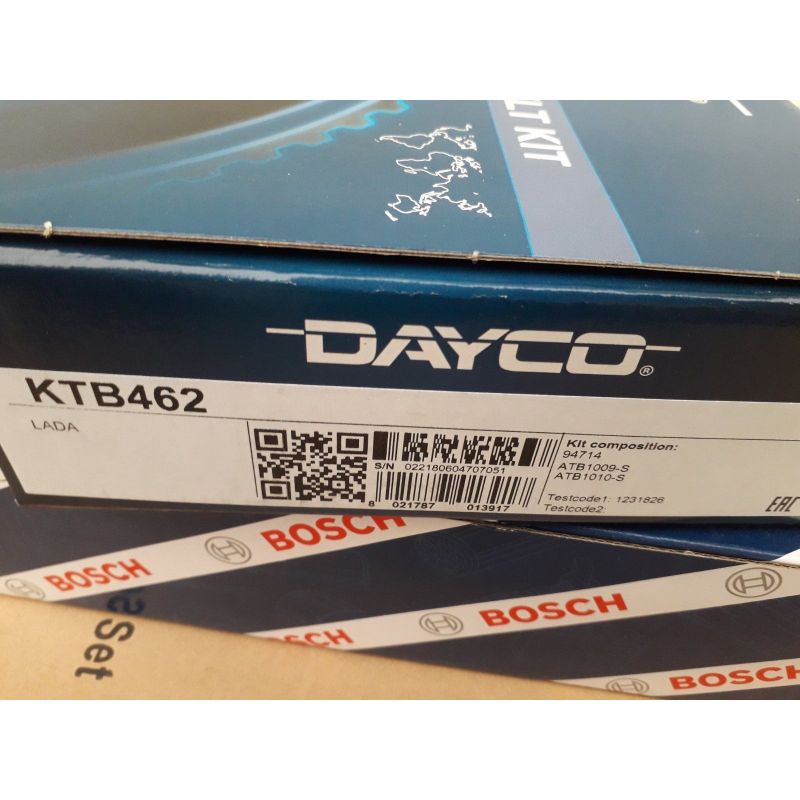 LT KIT
DAYCO®
KTB462
LADA
S/N 022180604707051
8 021787 013917
Kit composition:
94714
ATB1009-S
ATB1010-S
Testcode1: 1231826
Testcode2:
EAC
BOSCH
BOSCH
BOSCH
BOSCH
Set